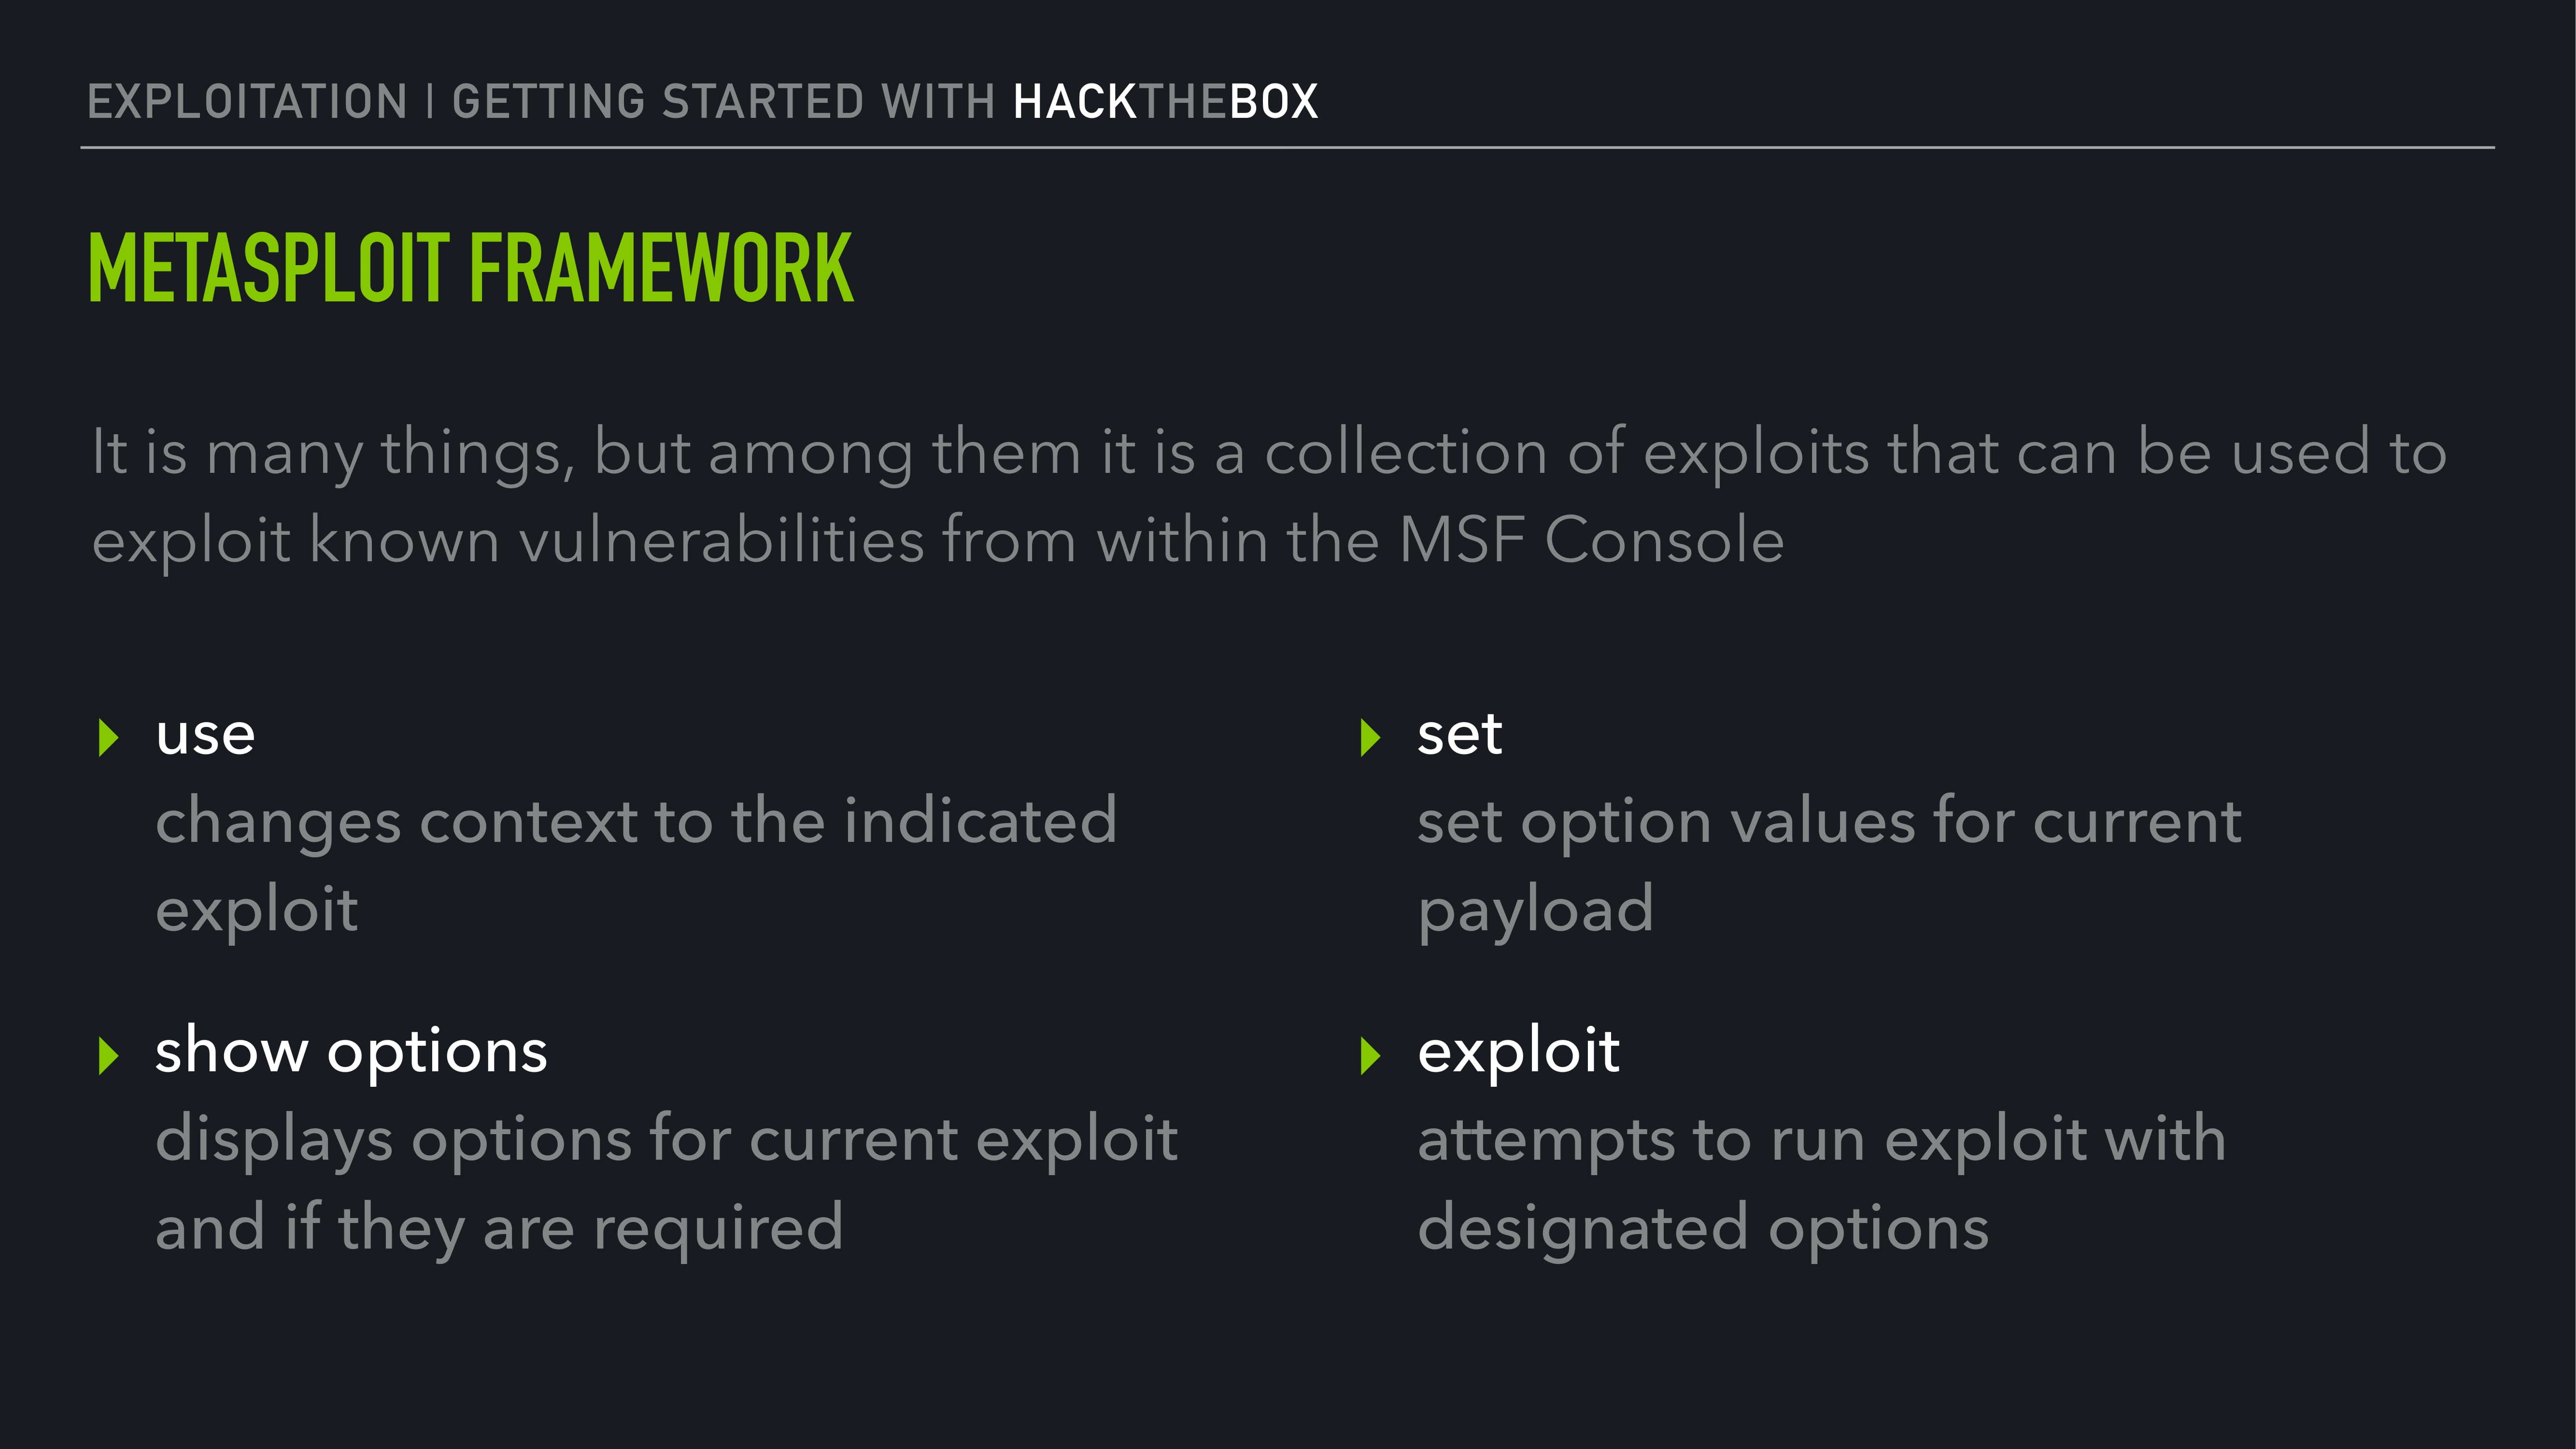 EXPLOITATION | GETTING STARTED WITH HACKTHEBOX
METASPLOIT FRAMEWORK
It is many things, but among them it is a collection of exploits that can be used to
exploit known vulnerabilities from within the MSF Console
use
changes context to the indicated
exploit
show options
displays options for current exploit
and if they are required
set
set option values for current
payload
exploit
attempts to run exploit with
designated options